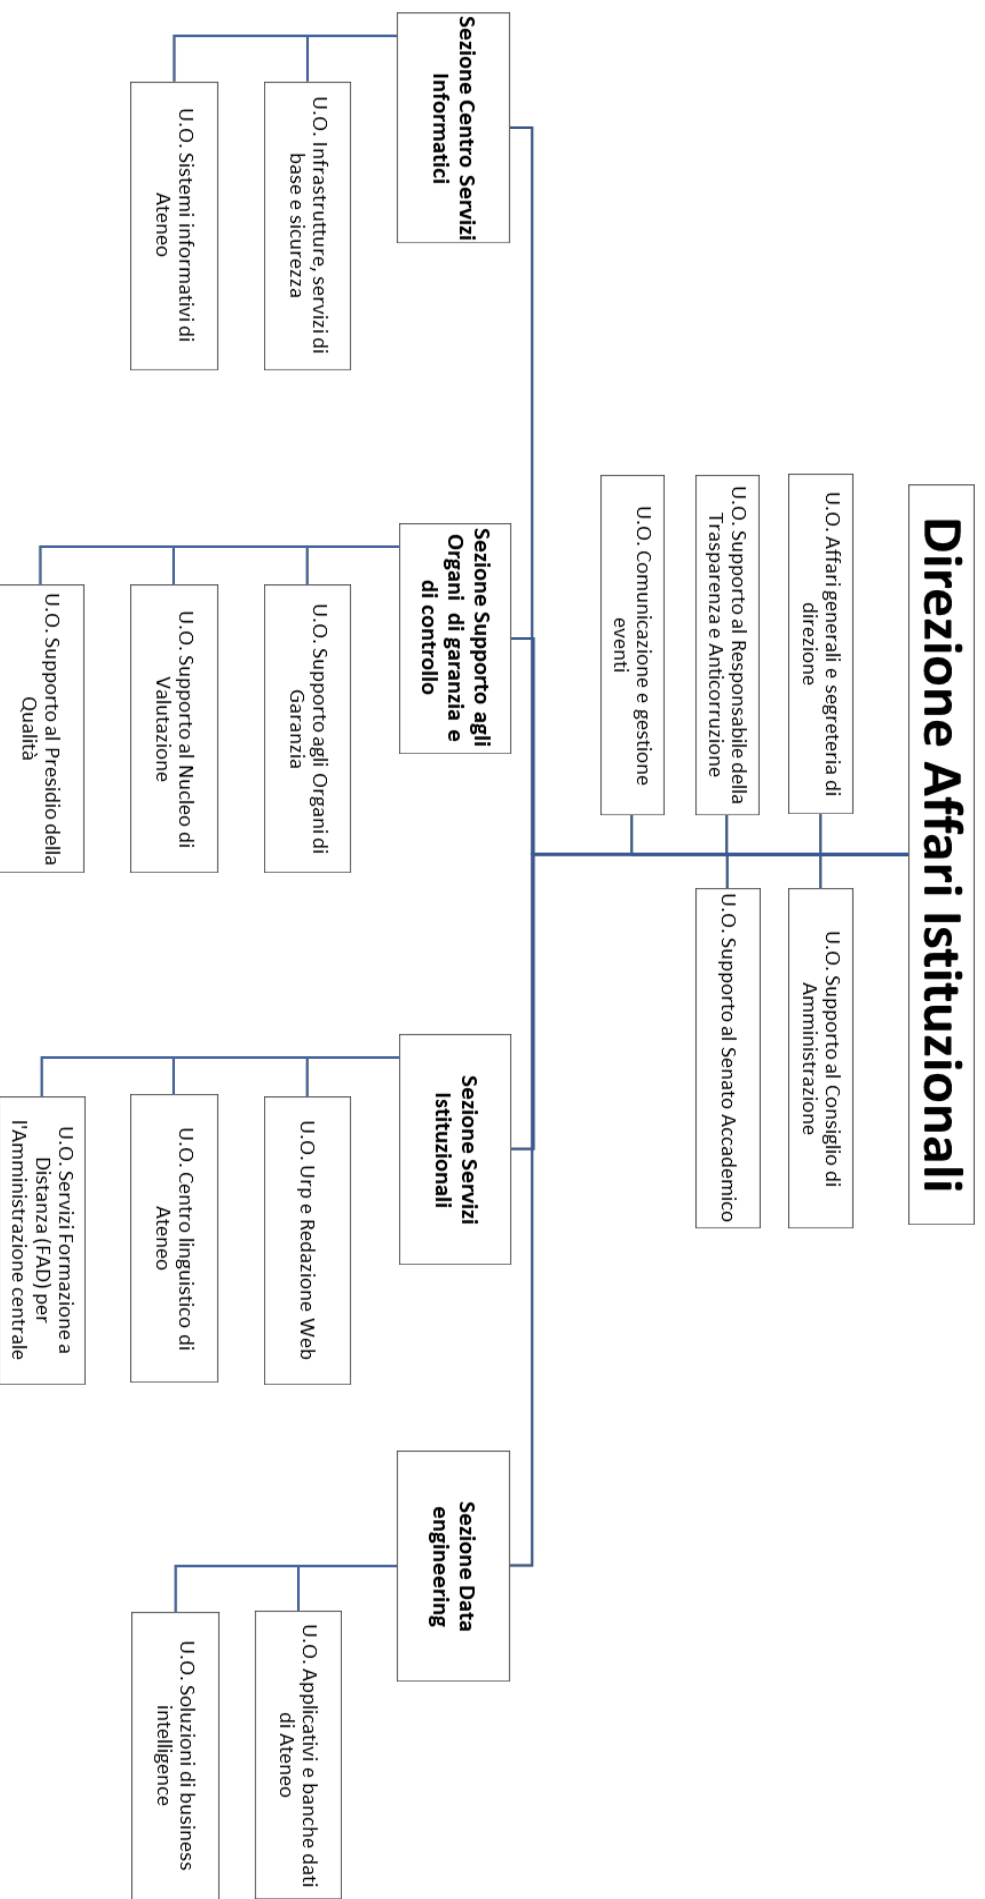 Direzione Affari Istituzionali
U.O. Affari generali e segreteria di
direzione
U.O. Supporto al Consiglio di
Amministrazione
U.O. Supporto al Responsabile della
Trasparenza e Anticorruzione
U.O. Supporto al Senato Accademico
U.O. Comunicazione e gestione
eventi
Sezione Centro Servizi
Informatici
U.O. Infrastrutture, servizi di
base e sicurezza
U.O. Sistemi informativi di
Ateneo
Sezione Supporto agli
Organi di garanzia e
di controllo
U.O. Supporto agli Organi di
Garanzia
U.O. Supporto al Nucleo di
Valutazione
U.O. Supporto al Presidio della
Qualità
Sezione Servizi
Istituzionali
U.O. Urp e Redazione Web
U.O. Centro linguistico di
Ateneo
U.O. Servizi Formazione a
Distanza (FAD) per
l'Amministrazione centrale
Sezione Data
engineering
U.O. Applicativi e banche dati
di Ateneo
U.O. Soluzioni di business
intelligence